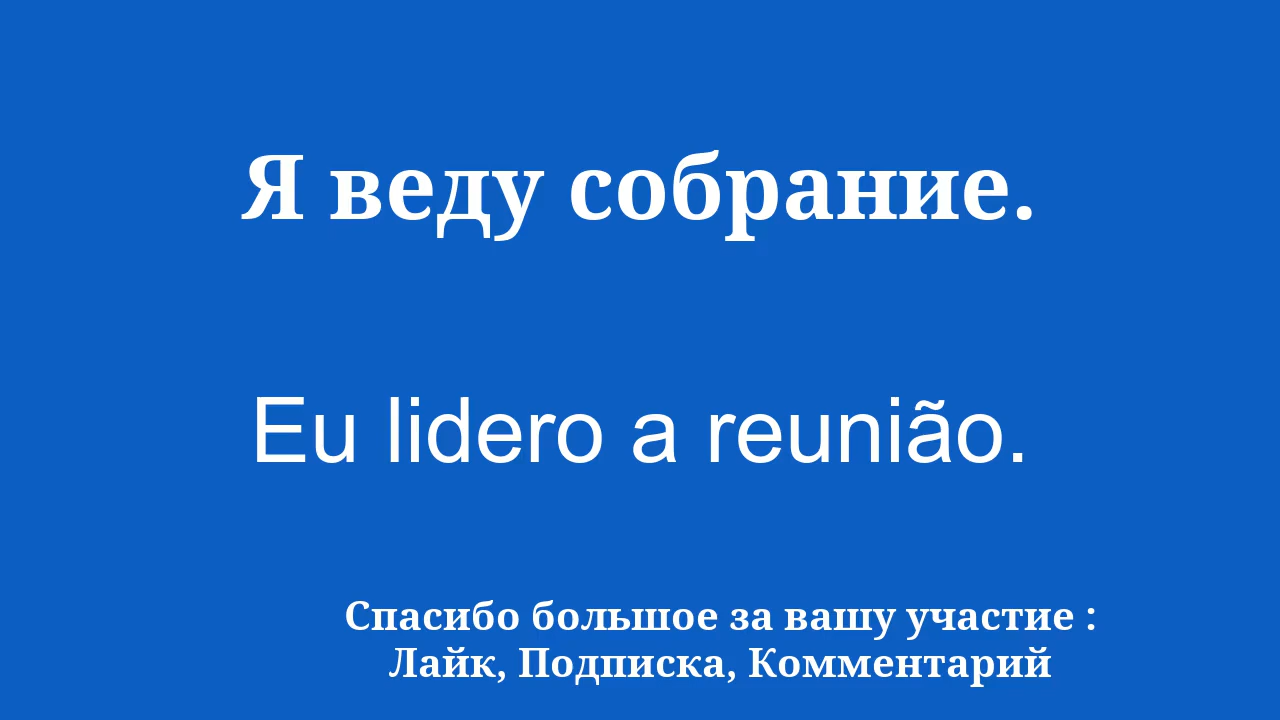 Я веду собрание.
Eu lidero a reunião.
Спасибо большое за вашу участие :
Лайк, Подписка, Комментарий